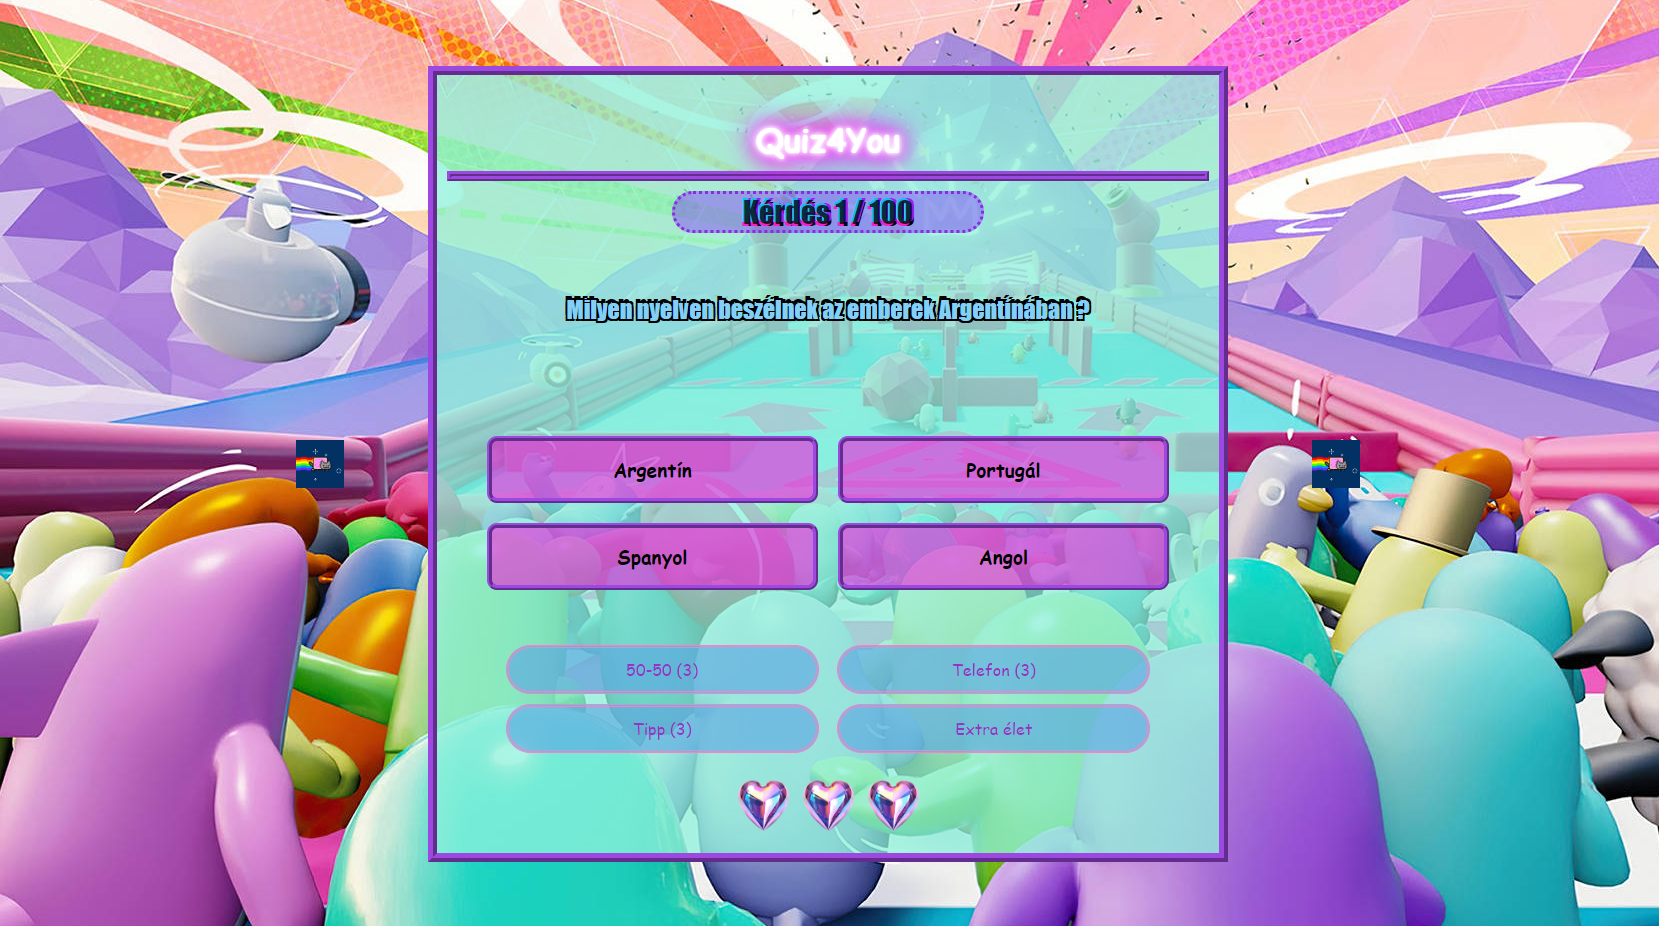 Quiz4You
Kérdés 1 / 100
Milyen nyelven beszélnek az emberek Argentínában ?
Argentín
Portugál
Spanyol
Angol
50-50 (3)
Telefon (3)
Tipp (3)
Extra élet